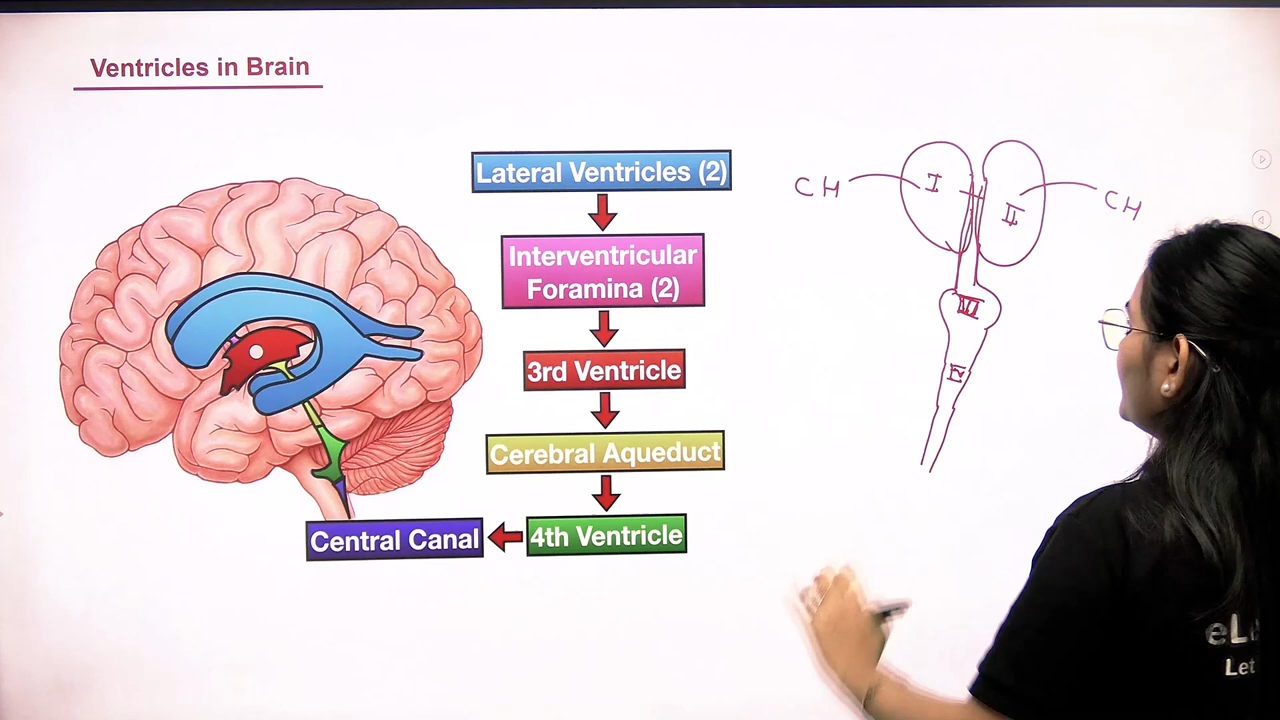 Ventricles in Brain
Lateral Ventricles (2)
Interventricular
Foramina (2)
3rd Ventricle
Cerebral Aqueduct
4th Ventricle
Central Canal
CH
I
II
CH
III
IV
Let